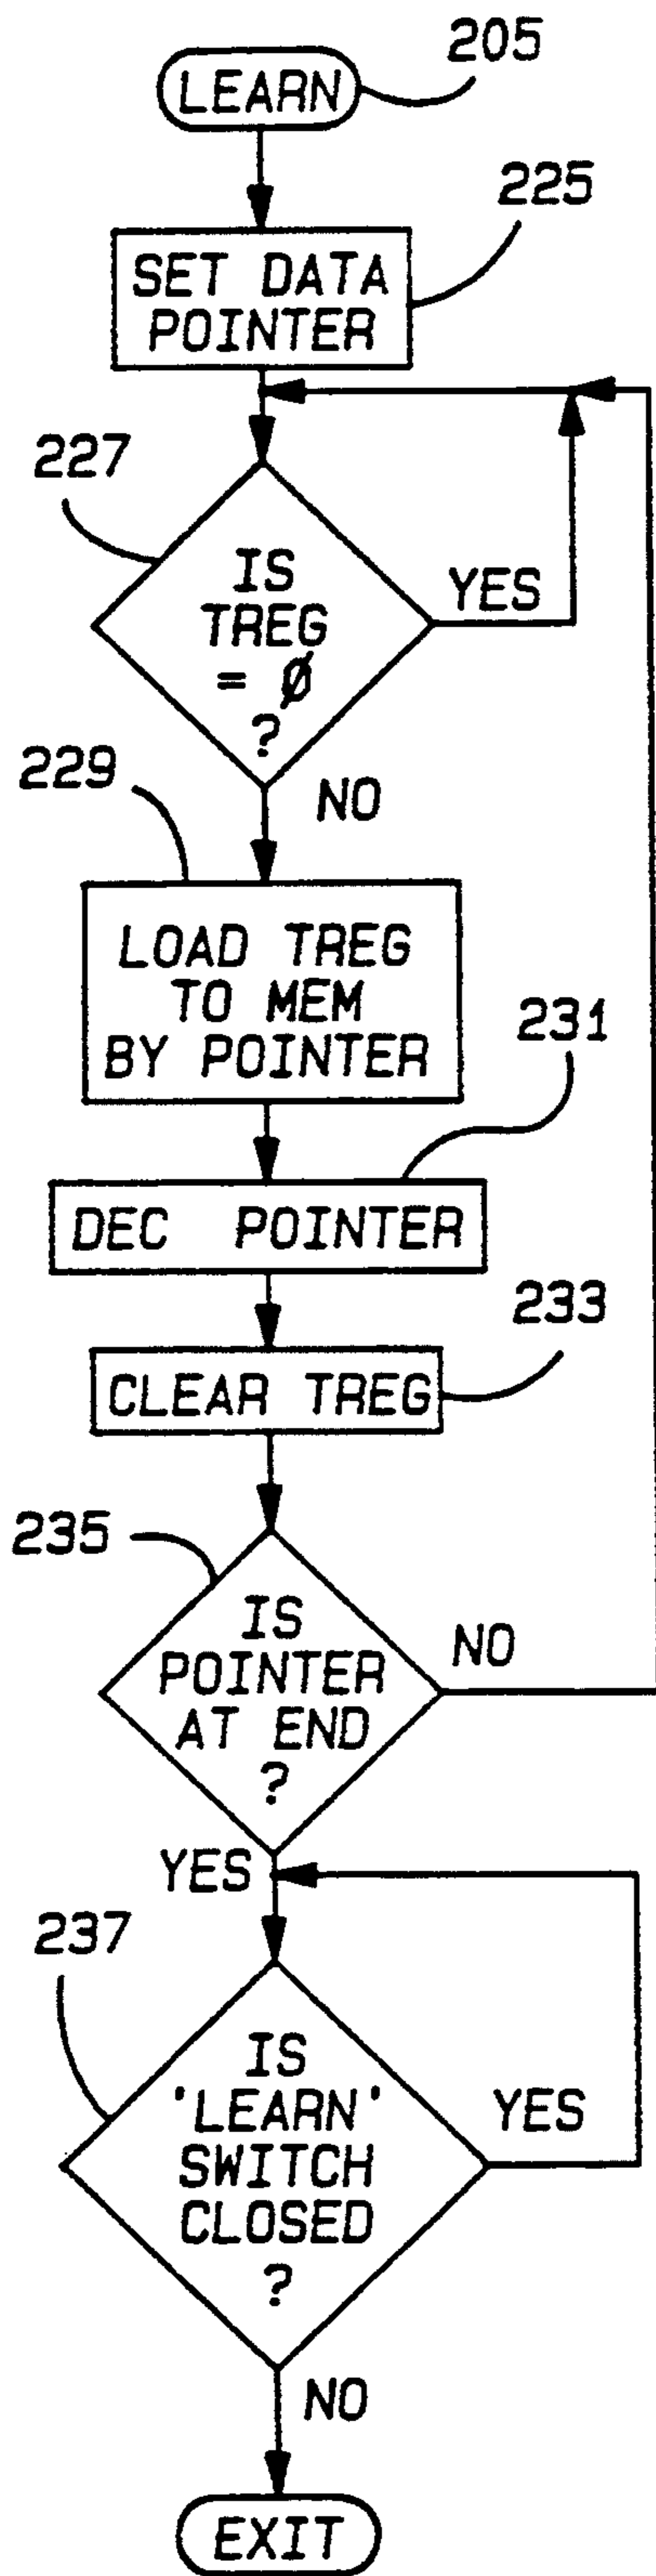 205
LEARN
225
SET DATA
POINTER
227
IS
TREG
= Ø
?
YES
NO
229
LOAD TREG
TO MEM
BY POINTER
231
DEC POINTER
233
CLEAR TREG
235
IS
POINTER
AT END
?
NO
YES
237
IS
'LEARN'
SWITCH
CLOSED
?
YES
NO
EXIT